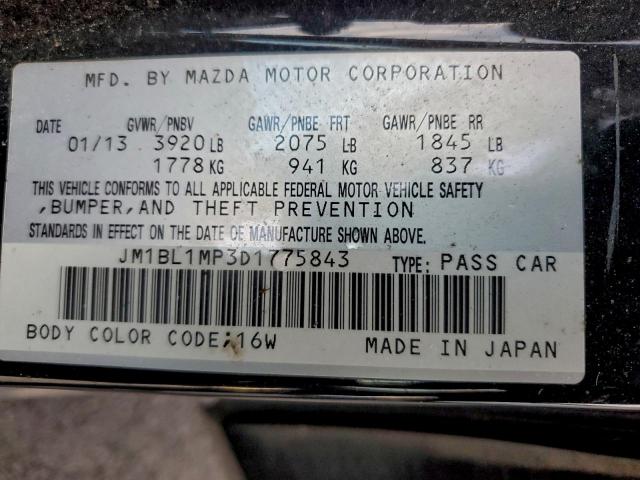 MFD. BY MAZDA MOTOR CORPORATION
DATE GVWR/PNBV GAWR/PNBE FRT GAWR/PNBE RR
01/13 3920 LB 2075 LB 1845 LB
1778 KG 941 KG 837 KG
THIS VEHICLE CONFORMS TO ALL APPLICABLE FEDERAL MOTOR VEHICLE SAFETY
,BUMPER,AND THEFT PREVENTION
STANDARDS IN EFFECT ON THE DATE OF MANUFACTURE SHOWN ABOVE.
JM1BL1MP3D1775843 TYPE: PASS CAR
BODY COLOR CODE;16W MADE IN JAPAN